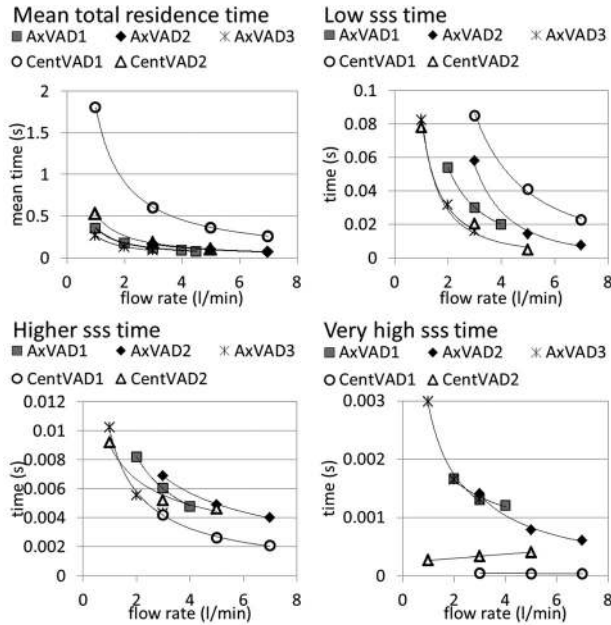 Mean total residence time
AxVAD1 AxVAD2 AxVAD3
CentVAD1 CentVAD2
2
1.5
1
0.5
0
mean time (s)
0 2 4 6 8
flow rate (l/min)
Low sss time
AxVAD1 AxVAD2 AxVAD3
CentVAD1 CentVAD2
0.1
0.08
0.06
0.04
0.02
0
time (s)
0 2 4 6 8
flow rate (l/min)
Higher sss time
AxVAD1 AxVAD2 AxVAD3
CentVAD1 CentVAD2
0.012
0.01
0.008
0.006
0.004
0.002
0
time (s)
0 2 4 6 8
flow rate (l/min)
Very high sss time
AxVAD1 AxVAD2 AxVAD3
CentVAD1 CentVAD2
0.003
0.002
0.001
0
time (s)
0 2 4 6 8
flow rate (l/min)